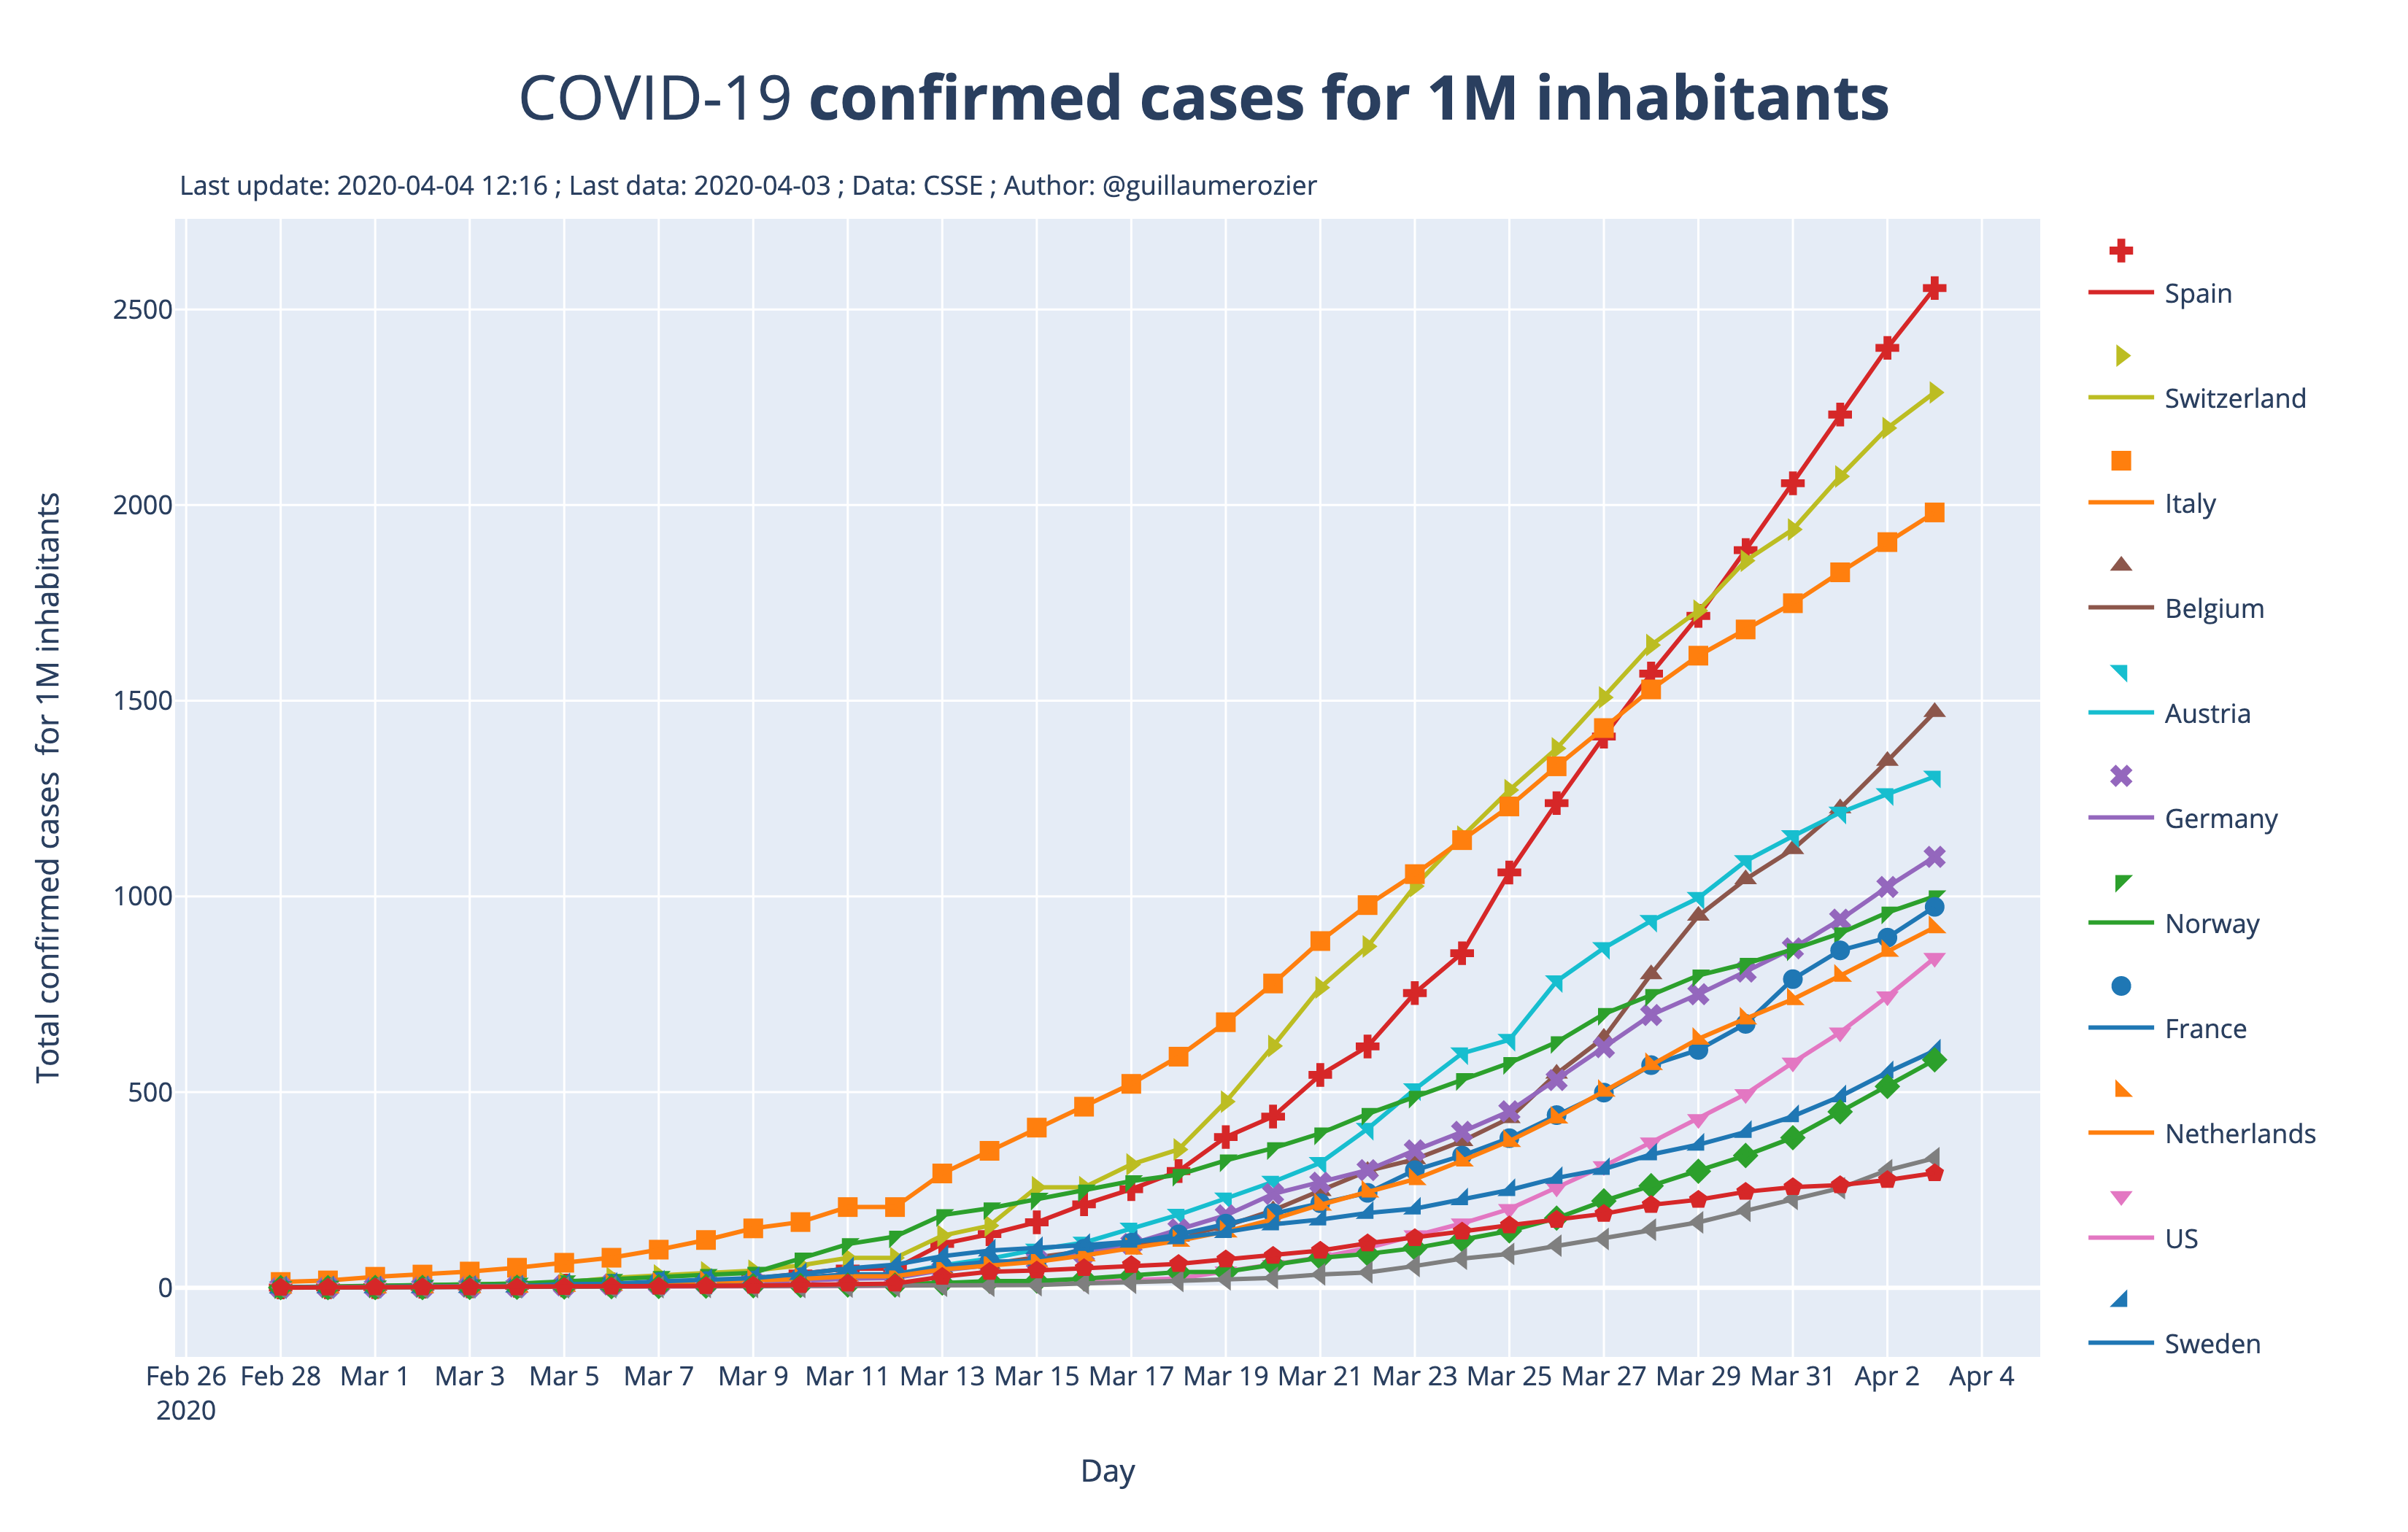 COVID-19 confirmed cases for 1M inhabitants
Last update: 2020-04-04 12:16 ; Last data: 2020-04-03 ; Data: CSSE ; Author: @guillaumerozier
Total confirmed cases for 1M inhabitants
2500
2000
1500
1000
500
0
Feb 26 Feb 28 Mar 1 Mar 3 Mar 5 Mar 7 Mar 9 Mar 11 Mar 13 Mar 15 Mar 17 Mar 19 Mar 21 Mar 23 Mar 25 Mar 27 Mar 29 Mar 31 Apr 2 Apr 4
2020
Day
Spain
Switzerland
Italy
Belgium
Austria
Germany
Norway
France
Netherlands
US
Sweden